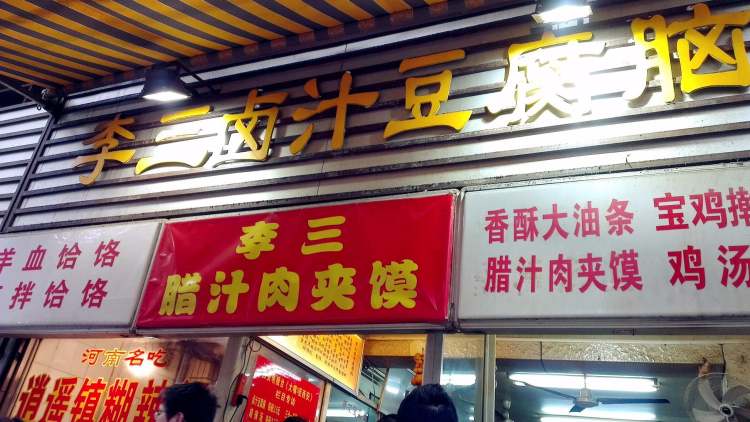 李三卤汁豆腐脑
羊血饸饹
拌饸饹
李三
腊汁肉夹馍
香酥大油条 宝鸡擀
腊汁肉夹馍 鸡汤
河南名吃
逍遥镇糊辣